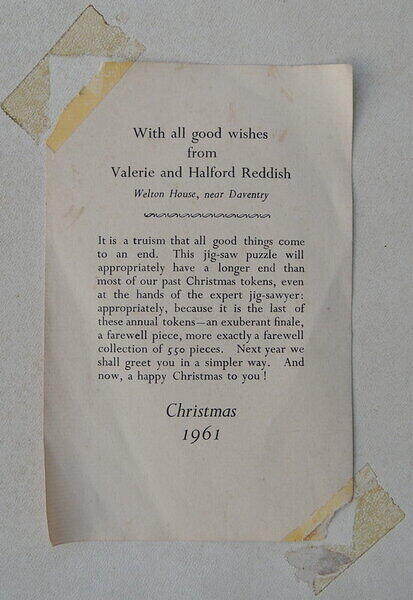 With all good wishes
from
Valerie and Halford Reddish
Welton House, near Daventry
It is a truism that all good things come
to an end. This jig-saw puzzle will
appropriately have a longer end than
most of our past Christmas tokens, even
at the hands of the expert jig-sawyer:
appropriately, because it is the last of
these annual tokens—an exuberant finale,
a farewell piece, more exactly a farewell
collection of 550 pieces. Next year we
shall greet you in a simpler way. And
now, a happy Christmas to you!
Christmas
1961